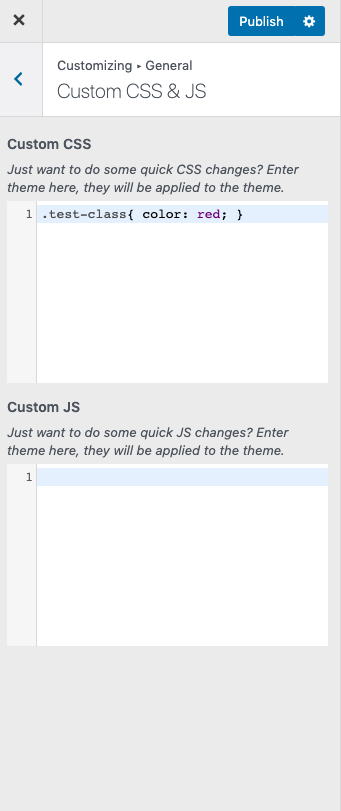 Publish
Customizing ▸ General
Custom CSS & JS
Custom CSS
Just want to do some quick CSS changes? Enter
theme here, they will be applied to the theme.
1 .test-class{ color: red; }
Custom JS
Just want to do some quick JS changes? Enter
theme here, they will be applied to the theme.
1